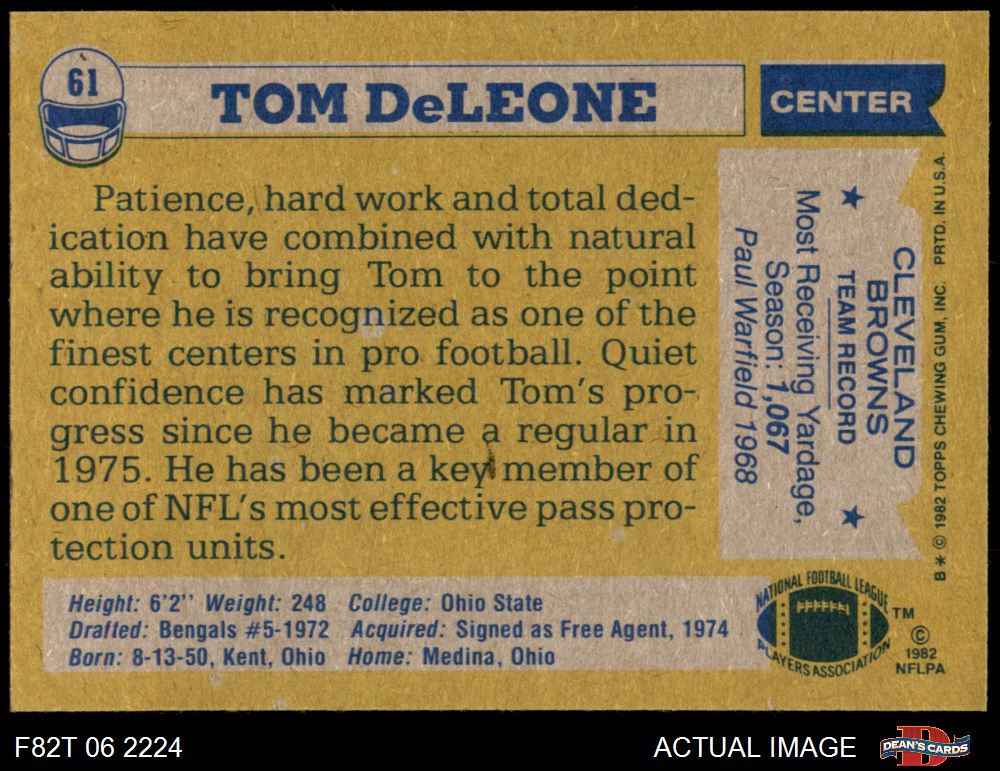 61
TOM DeLEONE
CENTER
Patience, hard work and total ded-
ication have combined with natural
ability to bring Tom to the point
where he is recognized as one of the
finest centers in pro football. Quiet
confidence has marked Tom's pro-
gress since he became a regular in
1975. He has been a key member of
one of NFL's most effective pass pro-
tection units.
CLEVELAND
BROWNS
TEAM RECORD
Most Receiving Yardage,
Season: 1,067
Paul Warfield 1968
B* © 1982 TOPPS CHEWING GUM, INC. PRTD. IN U.S.A.
Height: 6'2'' Weight: 248 College: Ohio State
Drafted: Bengals #5-1972 Acquired: Signed as Free Agent, 1974
Born: 8-13-50, Kent, Ohio Home: Medina, Ohio
NATIONAL FOOTBALL LEAGUE
PLAYERS ASSOCIATION
TM
©
1982
NFLPA
F82T 06 2224
ACTUAL IMAGE
DEAN'S CARDS